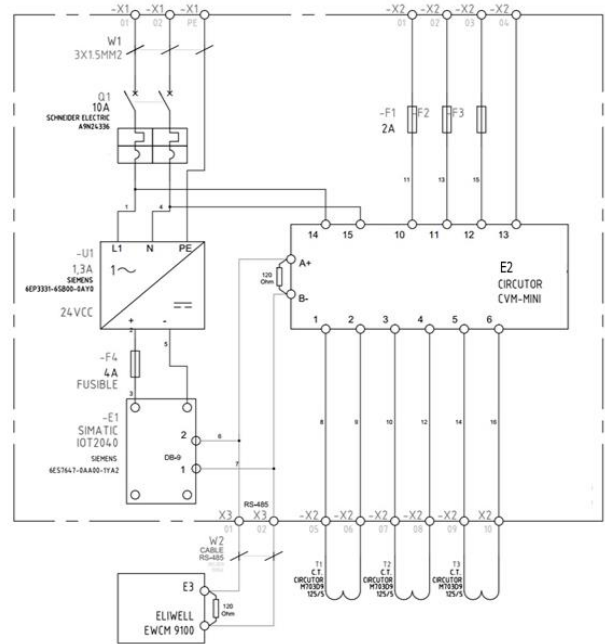 -X1 -X1 -X1
01 02 PE
-X2 -X2 -X2 -X2
01 02 03 04
W1
3X1.5MM2
Q1
10A
SCHNEIDER ELECTRIC
A9N24336
-F1 -F2 -F3
2A
11 13 15
1 4
L1 N PE
14 15 10 11 12 13
-U1
1,3A
SIEMENS
6EP3331-6SB00-0AY0
24VCC
1~
+ -
A+
120
Ohm
B-
E2
CIRCUTOR
CVM-MINI
1 2 3 4 5 6
2 5
-F4
4A
FUSIBLE
3
-E1
SIMATIC
IOT2040
SIEMENS
6ES7647-0AA00-1YA2
2
DB-9
1
6
7
8 9 10 12 14 16
RS-485
X3 X3
01 02
-X2 -X2 -X2 -X2 -X2 X2
05 06 07 08 09 10
W2
CABLE
RS-485
T1
C.T.
CIRCUTOR
M703D9
125/5
T2
C.T.
CIRCUTOR
M703D9
125/5
T3
C.T.
CIRCUTOR
M703D9
125/5
E3
ELIWELL
EWCM 9100
120
Ohm